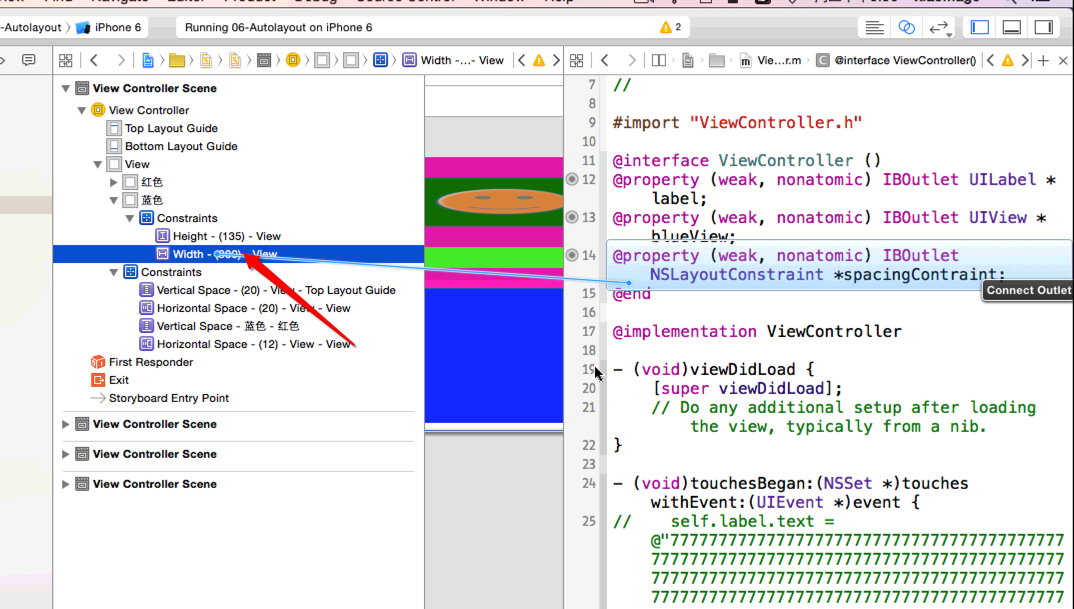 -Autolayout 〉 iPhone 6
Running 06-Autolayout on iPhone 6
2
Width -...- View
Vie...r.m
@interface ViewController()
View Controller Scene
View Controller
Top Layout Guide
Bottom Layout Guide
View
红色
蓝色
Constraints
Height - (135) - View
Width - (300) - View
Constraints
Vertical Space - (20) - View - Top Layout Guide
Horizontal Space - (20) - View - View
Vertical Space - 蓝色 - 红色
Horizontal Space - (12) - View - View
First Responder
Exit
Storyboard Entry Point
View Controller Scene
View Controller Scene
View Controller Scene
7 //
8
9 #import "ViewController.h"
10
11 @interface ViewController ()
12 @property (weak, nonatomic) IBOutlet UILabel *
label;
13 @property (weak, nonatomic) IBOutlet UIView *
blueView;
14 @property (weak, nonatomic) IBOutlet
NSLayoutConstraint *spacingContraint;
Connect Outlet
15 @end
16
17 @implementation ViewController
18
19 - (void)viewDidLoad {
20 [super viewDidLoad];
21 // Do any additional setup after loading
the view, typically from a nib.
22 }
23
24 - (void)touchesBegan:(NSSet *)touches
withEvent:(UIEvent *)event {
25 // self.label.text =
@"77777777777777777777777777777777777777777
7777777777777777777777777777777777777777777
7777777777777777777777777777777777777777777
7777777777777777777777777777777777777777777